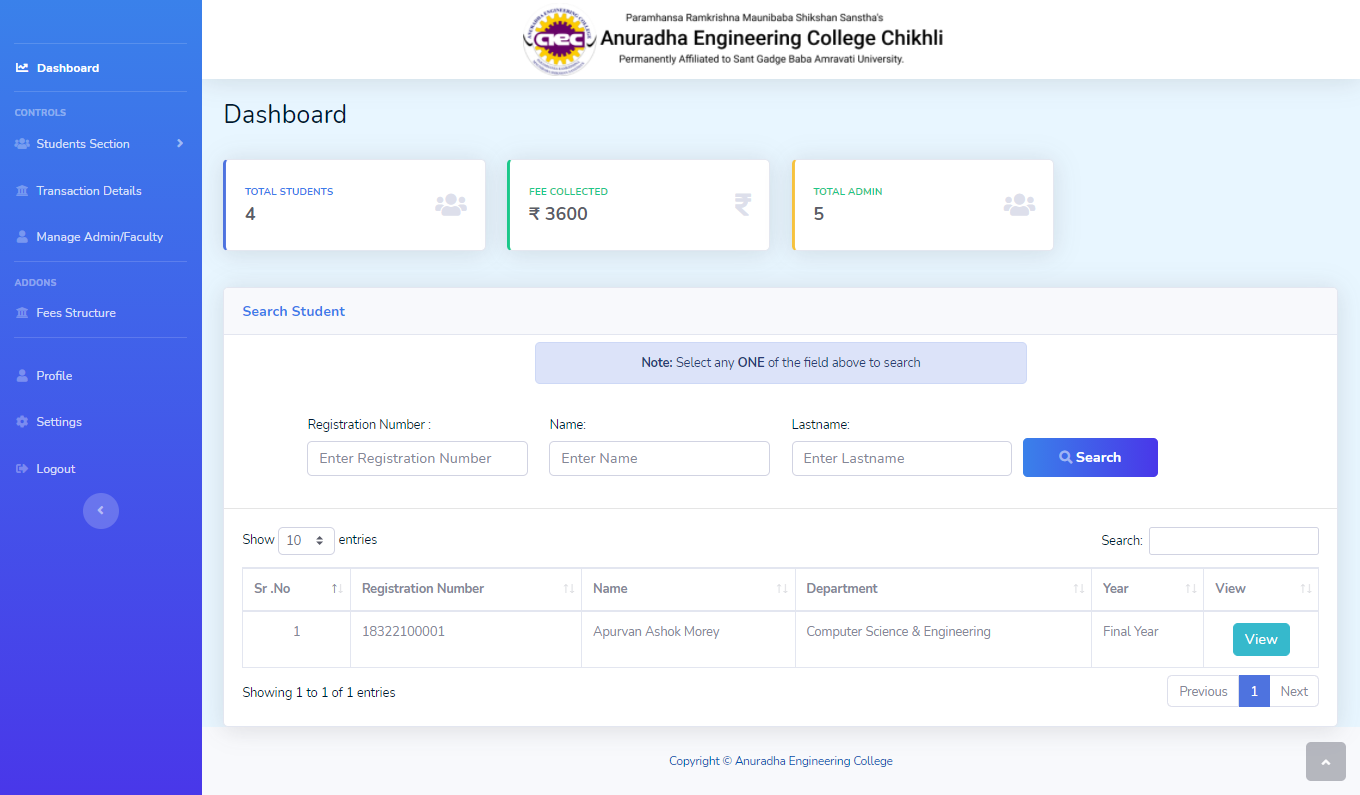 Paramhansa Ramkrishna Maunibaba Shikshan Sanstha's
aec
Anuradha Engineering College Chikhli
Permanently Affiliated to Sant Gadge Baba Amravati University.
Dashboard
CONTROLS
Students Section
Transaction Details
Manage Admin/Faculty
ADDONS
Fees Structure
Profile
Settings
Logout
Dashboard
TOTAL STUDENTS
4
FEE COLLECTED
₹ 3600
TOTAL ADMIN
5
Search Student
Note: Select any ONE of the field above to search
Registration Number : Name: Lastname:
Enter Registration Number Enter Name Enter Lastname Search
Show 10 entries Search:
Sr .No Registration Number Name Department Year View
1 18322100001 Apurvan Ashok Morey Computer Science & Engineering Final Year View
Showing 1 to 1 of 1 entries Previous 1 Next
Copyright © Anuradha Engineering College